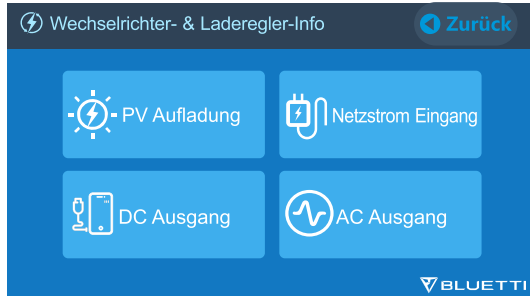 Wechselrichter- & Laderegler-Info
Zurück
PV Aufladung
Netzstrom Eingang
DC Ausgang
AC Ausgang
BLUETTI